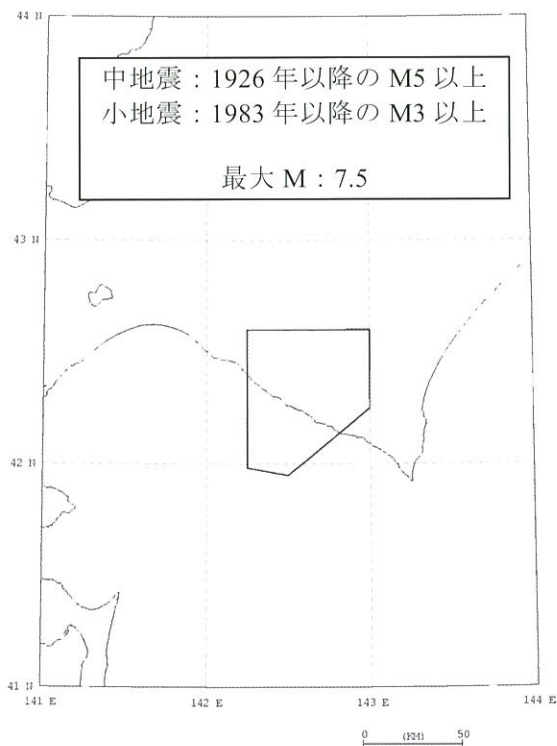 44 N
中地震：1926 年以降の M5 以上
小地震：1983 年以降の M3 以上
最大 M：7.5
43 N
42 N
41 N
141 E 142 E 143 E 144 E
0 (KM) 50